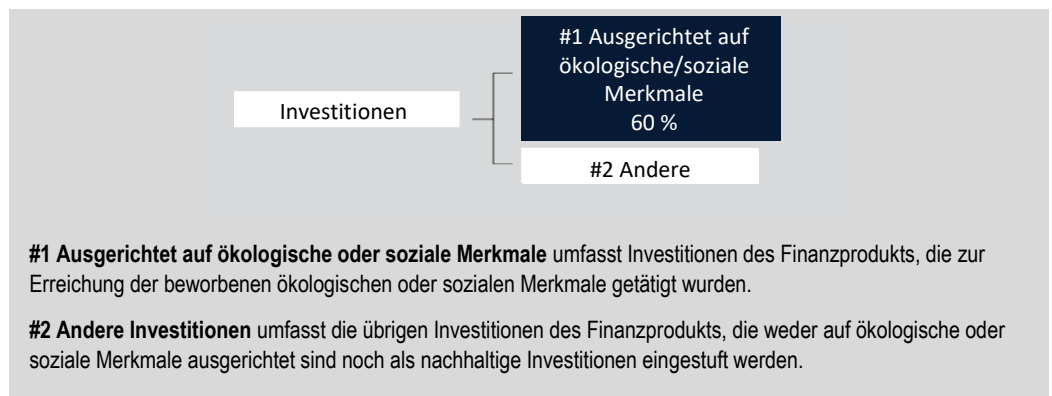 #1 Ausgerichtet auf
ökologische/soziale
Merkmale
60 %
Investitionen
#2 Andere
#1 Ausgerichtet auf ökologische oder soziale Merkmale umfasst Investitionen des Finanzprodukts, die zur
Erreichung der beworbenen ökologischen oder sozialen Merkmale getätigt wurden.
#2 Andere Investitionen umfasst die übrigen Investitionen des Finanzprodukts, die weder auf ökologische oder
soziale Merkmale ausgerichtet sind noch als nachhaltige Investitionen eingestuft werden.